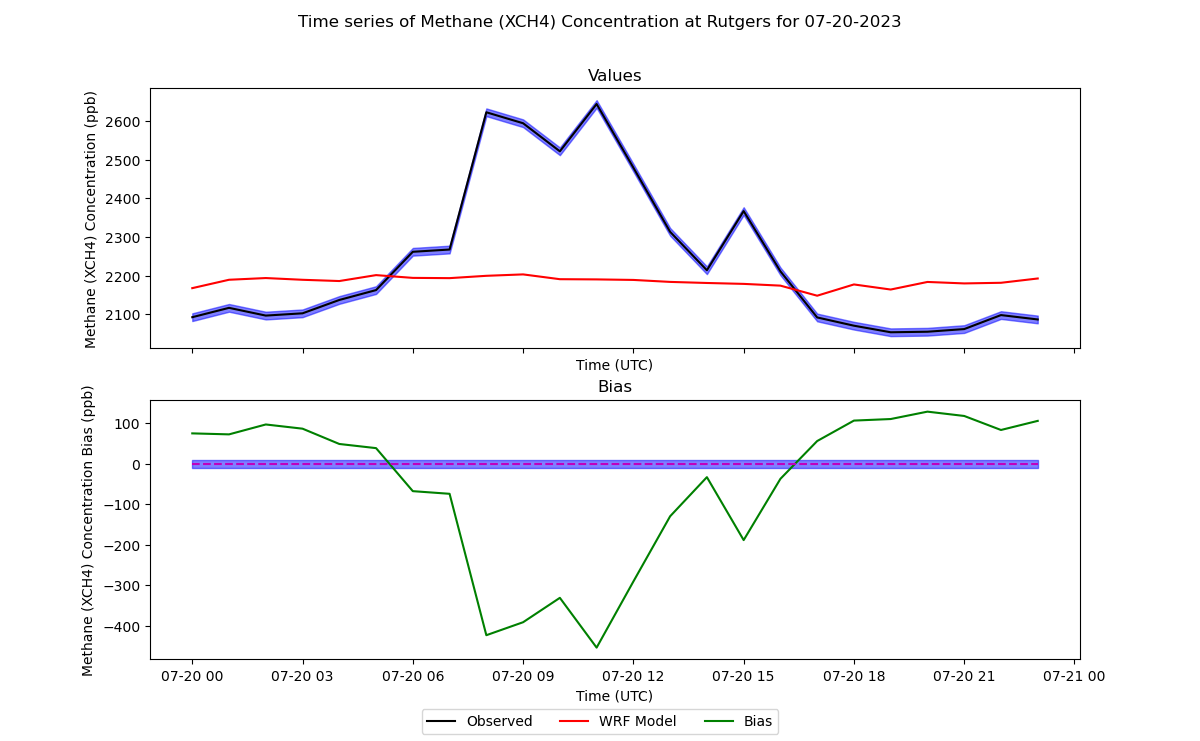 Time series of Methane (XCH4) Concentration at Rutgers for 07-20-2023
Values
Methane (XCH4) Concentration (ppb)
2600
2500
2400
2300
2200
2100
Time (UTC)
Bias
Methane (XCH4) Concentration Bias (ppb)
100
0
−100
−200
−300
−400
07-20 00 07-20 03 07-20 06 07-20 09 07-20 12 07-20 15 07-20 18 07-20 21 07-21 00
Time (UTC)
Observed WRF Model Bias